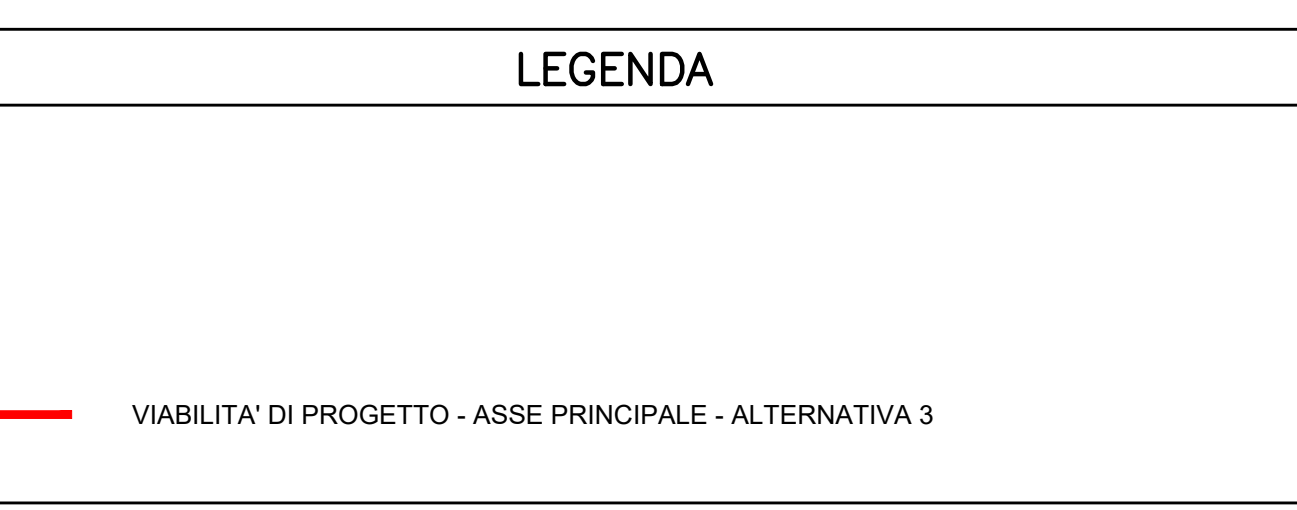 LEGENDA
VIABILITA' DI PROGETTO - ASSE PRINCIPALE - ALTERNATIVA 3